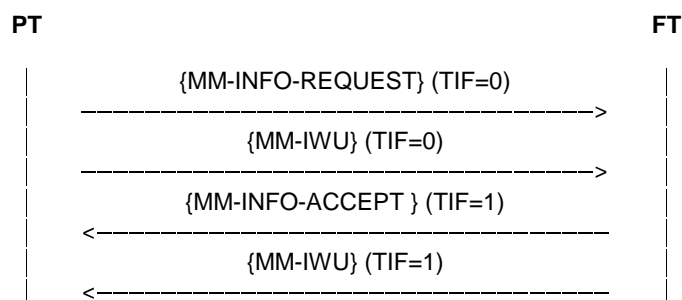 PT FT
{MM-INFO-REQUEST} (TIF=0)
{MM-IWU} (TIF=0)
{MM-INFO-ACCEPT } (TIF=1)
{MM-IWU} (TIF=1)